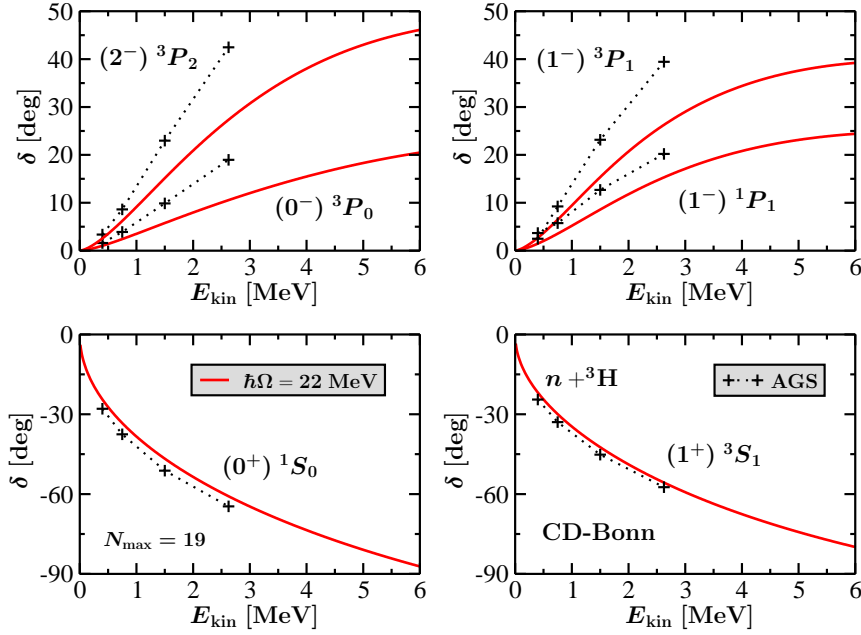 50
40
30
20
10
0
δ [deg]
(2⁻) ³P₂
(0⁻) ³P₀
0 1 2 3 4 5 6
E_kin [MeV]
50
40
30
20
10
0
δ [deg]
(1⁻) ³P₁
(1⁻) ¹P₁
0 1 2 3 4 5 6
E_kin [MeV]
0
-30
-60
-90
δ [deg]
ħΩ = 22 MeV
(0⁺) ¹S₀
N_max = 19
0 1 2 3 4 5 6
E_kin [MeV]
0
-30
-60
-90
δ [deg]
n +³H
AGS
(1⁺) ³S₁
CD-Bonn
0 1 2 3 4 5 6
E_kin [MeV]